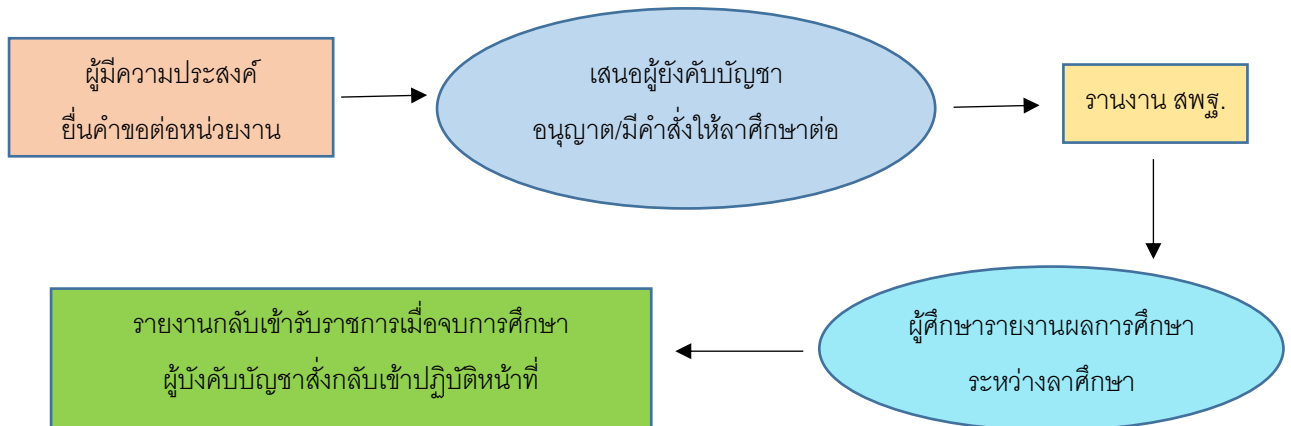 ผู้มีความประสงค์
ยื่นคำขอต่อหน่วยงาน
เสนอผู้ยังคับบัญชา
อนุญาต/มีคำสั่งให้ลาศึกษาต่อ
รานงาน สพฐ.
ผู้ศึกษารายงานผลการศึกษา
ระหว่างลาศึกษา
รายงานกลับเข้ารับราชการเมื่อจบการศึกษา
ผู้บังคับบัญชาสั่งกลับเข้าปฏิบัติหน้าที่